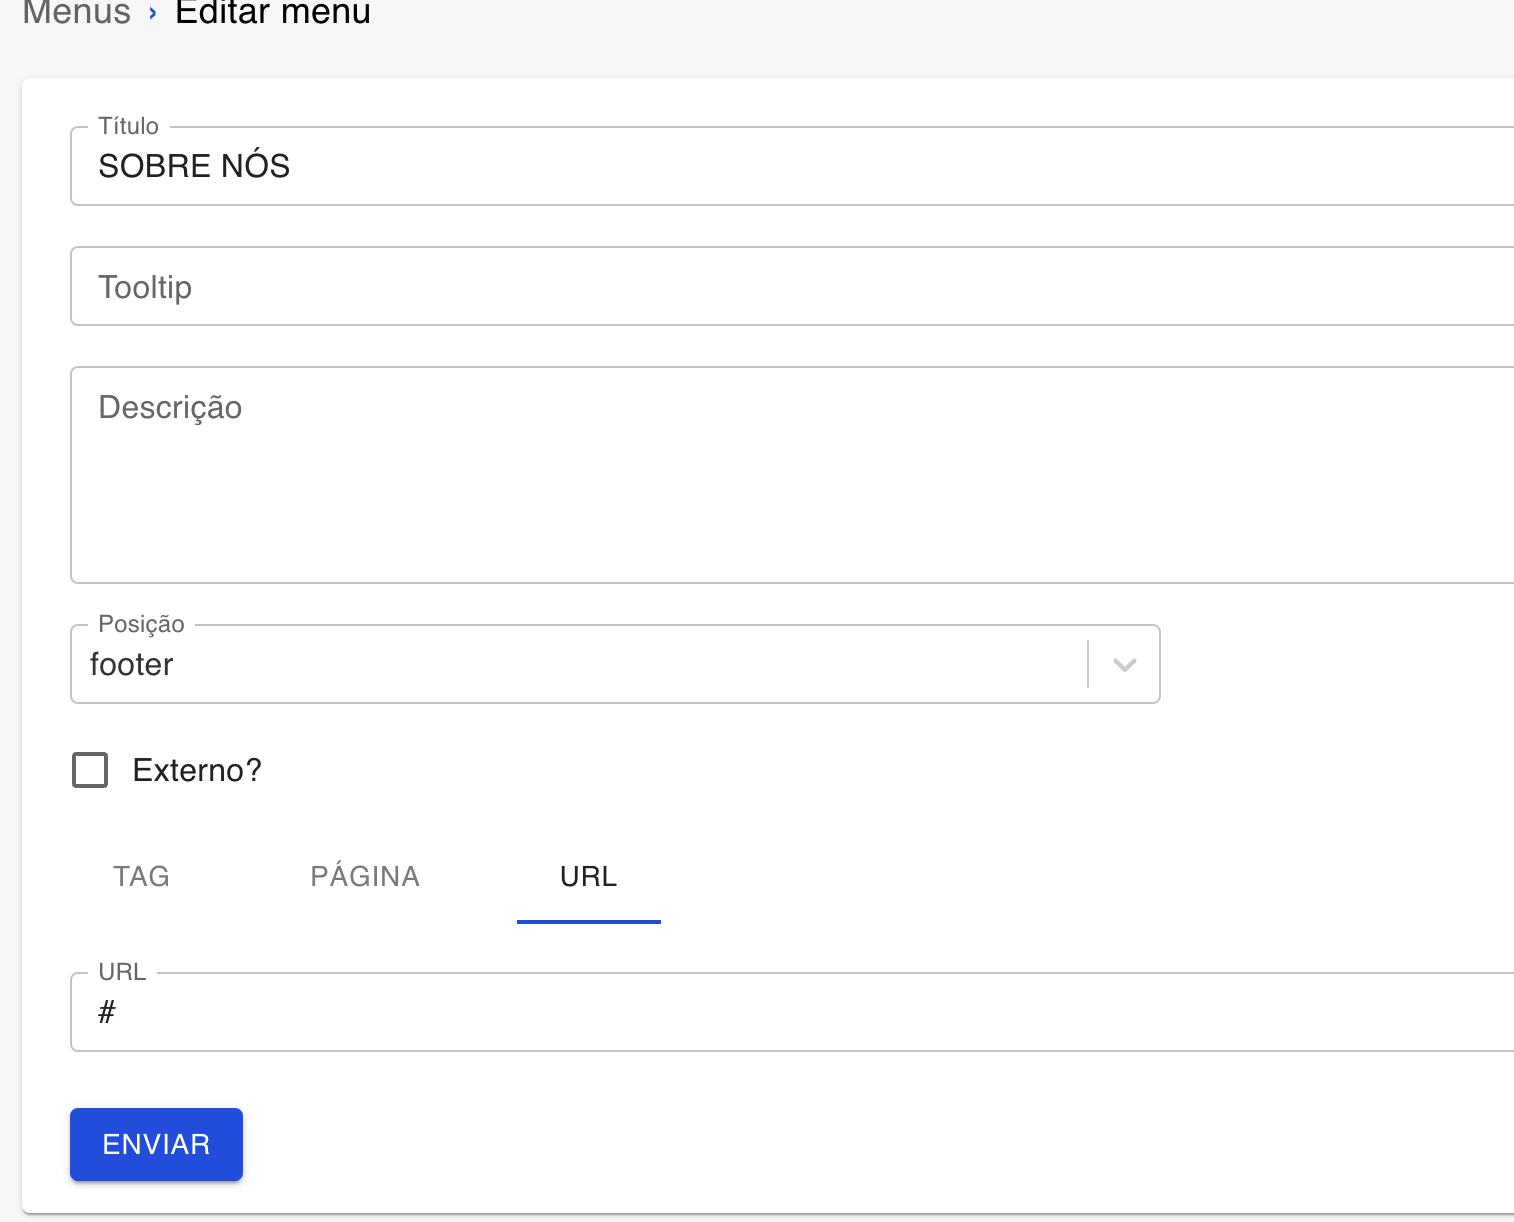 Menus › Editar menu
Título
SOBRE NÓS
Tooltip
Descrição
Posição
footer
Externo?
TAG PÁGINA URL
URL
#
ENVIAR